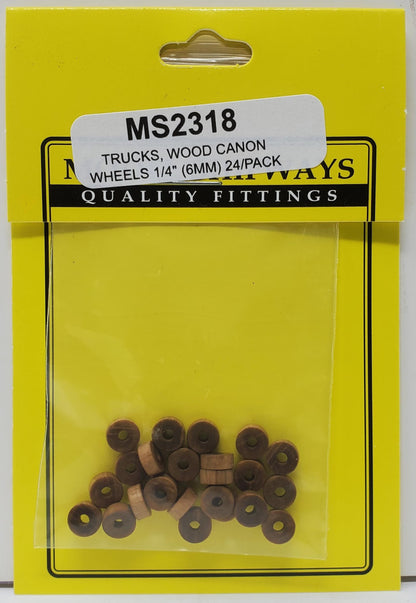 MS2318
TRUCKS, WOOD CANON
WHEELS 1/4" (6MM) 24/PACK
QUALITY FITTINGS